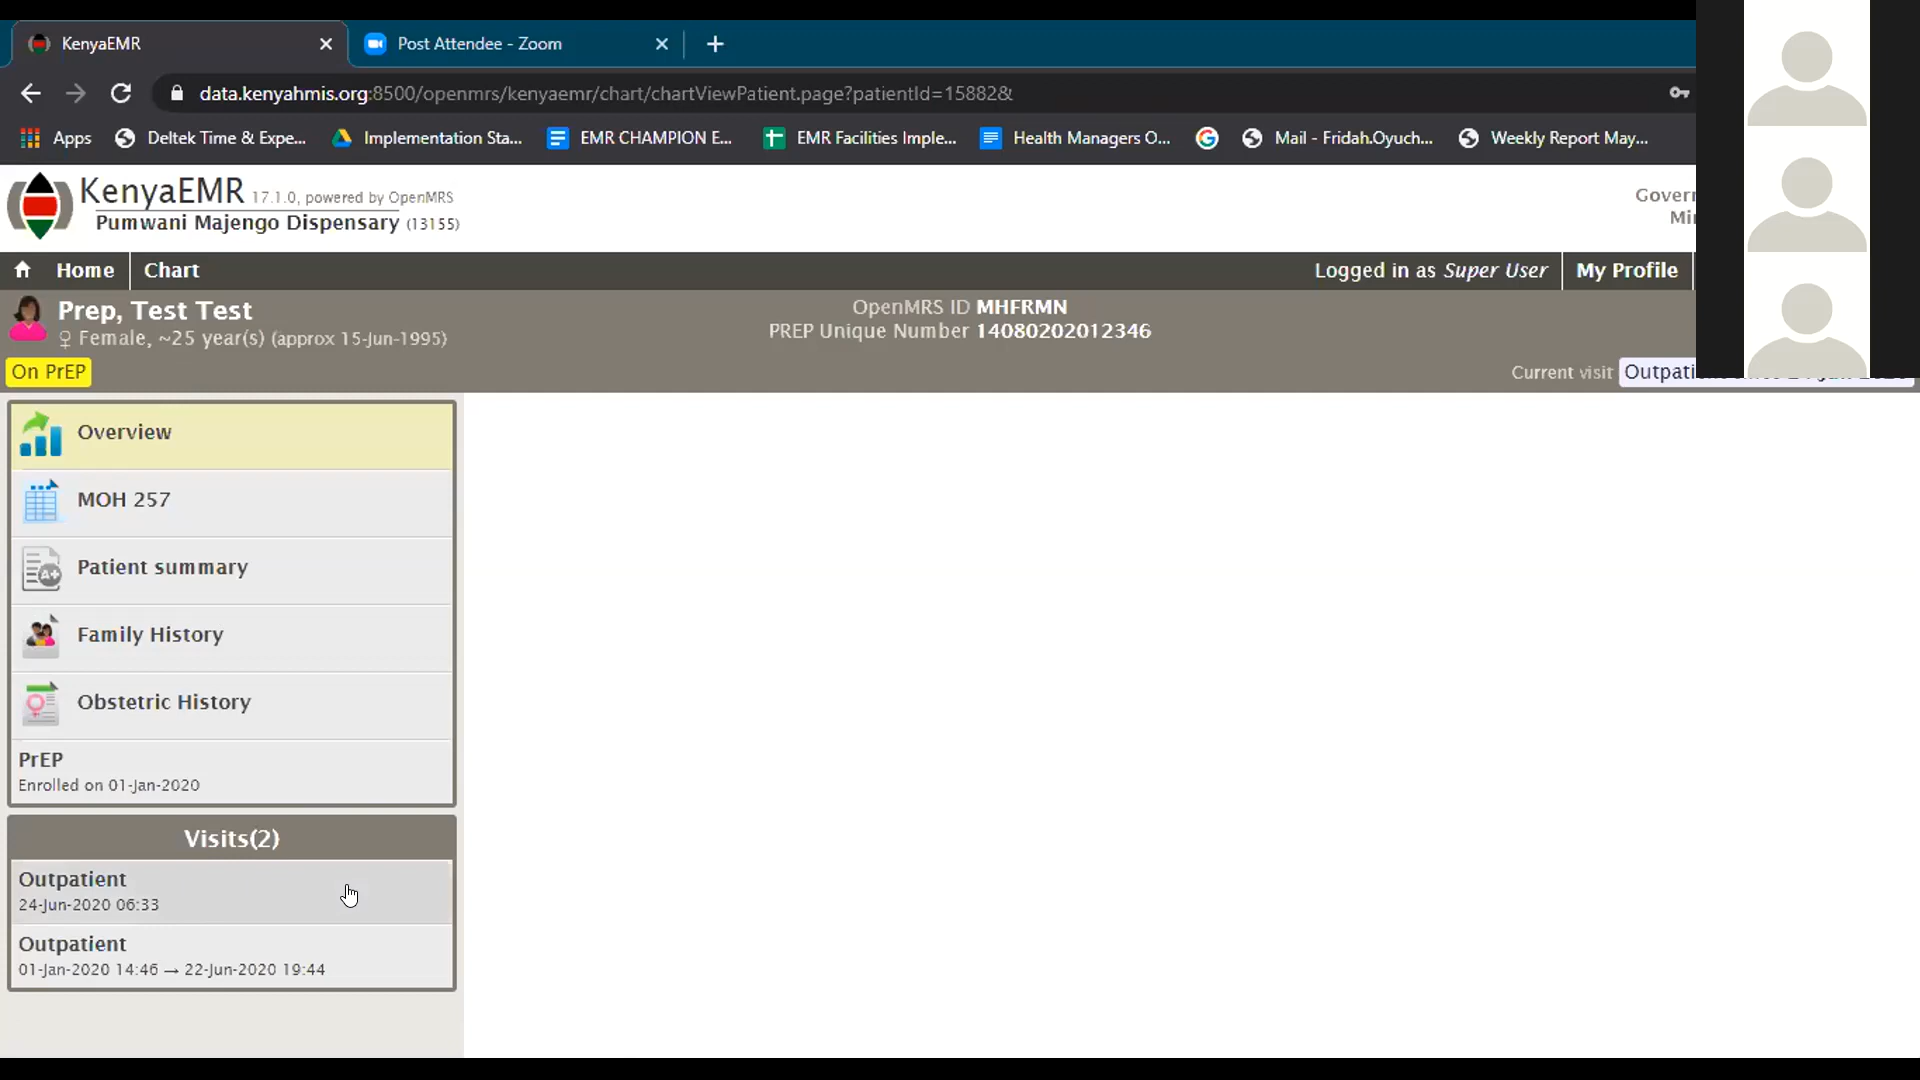 KenyaEMR
Post Attendee - Zoom
data.kenyahmis.org:8500/openmrs/kenyaemr/chart/chartViewPatient.page?patientId=15882&
Apps
Deltek Time & Expe...
Implementation Sta...
EMR CHAMPION E...
EMR Facilities Imple...
Health Managers O...
Mail - Fridah.Oyuch...
Weekly Report May...
KenyaEMR 17.1.0, powered by OpenMRS
Pumwani Majengo Dispensary (13155)
Home
Chart
Logged in as Super User
My Profile
Prep, Test Test
Female, ~25 year(s) (approx 15-Jun-1995)
OpenMRS ID MHFRMN
PREP Unique Number 14080202012346
On PrEP
Current visit
Overview
MOH 257
Patient summary
Family History
Obstetric History
PrEP
Enrolled on 01-Jan-2020
Visits(2)
Outpatient
24-Jun-2020 06:33
Outpatient
01-Jan-2020 14:46 → 22-Jun-2020 19:44